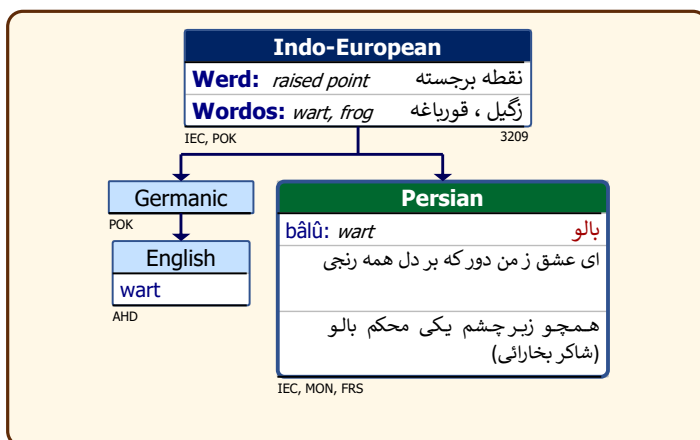 Indo-European
Werd: raised point نقطه برجسته
Wordos: wart, frog زگیل ، قورباغه
IEC, POK 3209
Germanic
POK
English
wart
AHD
Persian
bâlû: wart بالو
ای عشق ز من دور که بر دل همه رنجی
همچو زبر چشم یکی محکم بالو
(شاکر بخارائی)
IEC, MON, FRS